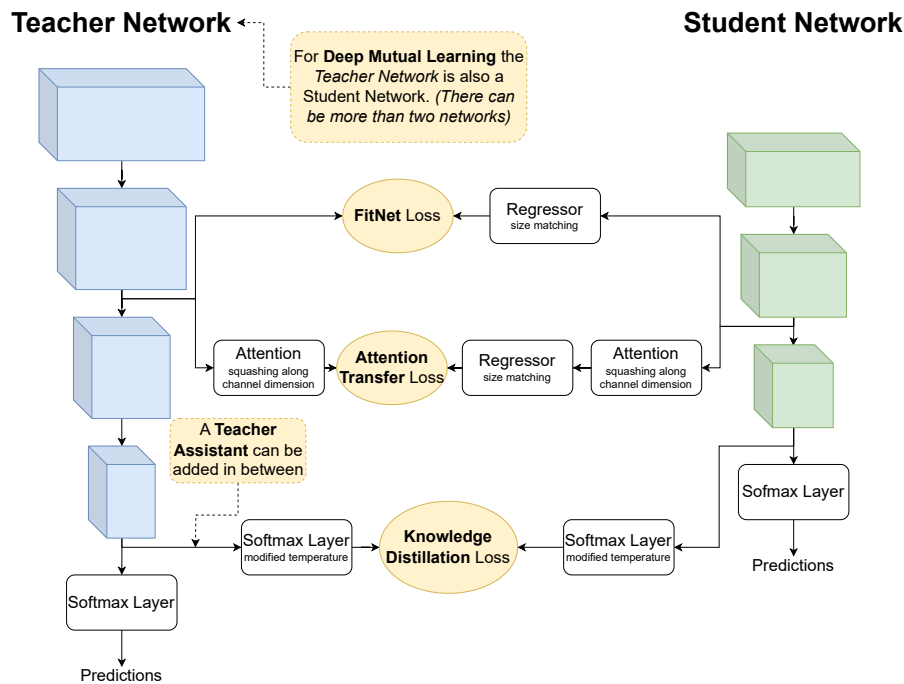 Teacher Network
Student Network
For Deep Mutual Learning the
Teacher Network is also a
Student Network. (There can
be more than two networks)
FitNet Loss
Regressor
size matching
Attention
squashing along
channel dimension
Attention
Transfer Loss
Regressor
size matching
Attention
squashing along
channel dimension
A Teacher
Assistant can be
added in between
Sofmax Layer
Softmax Layer
modified temperature
Knowledge
Distillation Loss
Softmax Layer
modified temperature
Predictions
Softmax Layer
Predictions